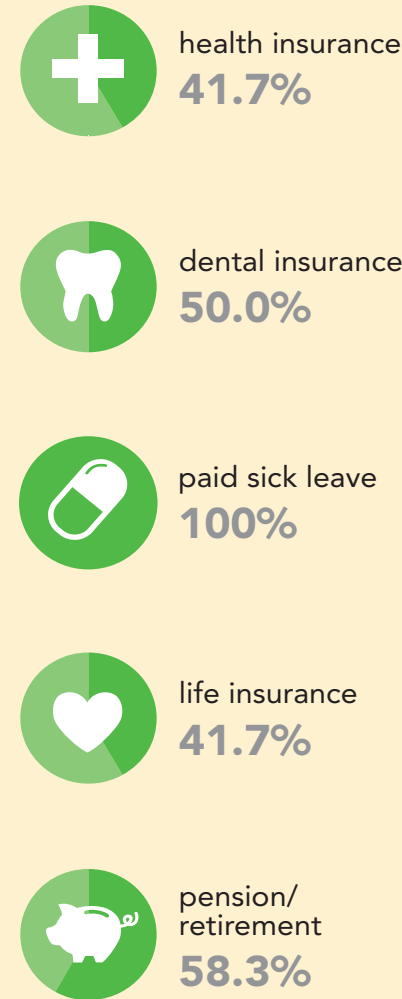 health insurance
41.7%
dental insurance
50.0%
paid sick leave
100%
life insurance
41.7%
pension/
retirement
58.3%